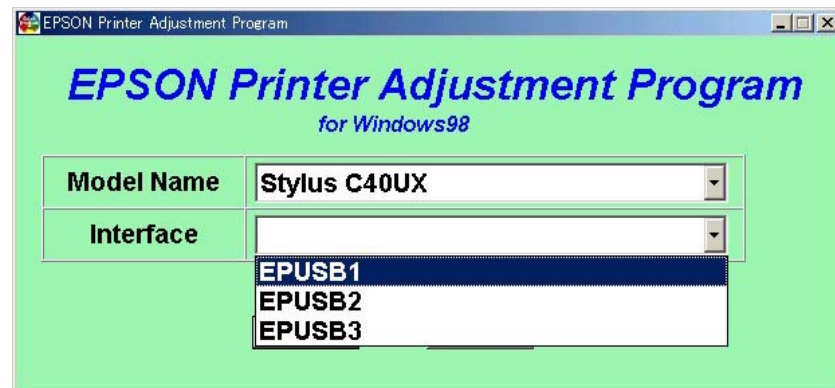 EPSON Printer Adjustment Program
EPSON Printer Adjustment Program
for Windows98
Model Name Stylus C40UX
Interface
EPUSB1
EPUSB2
EPUSB3